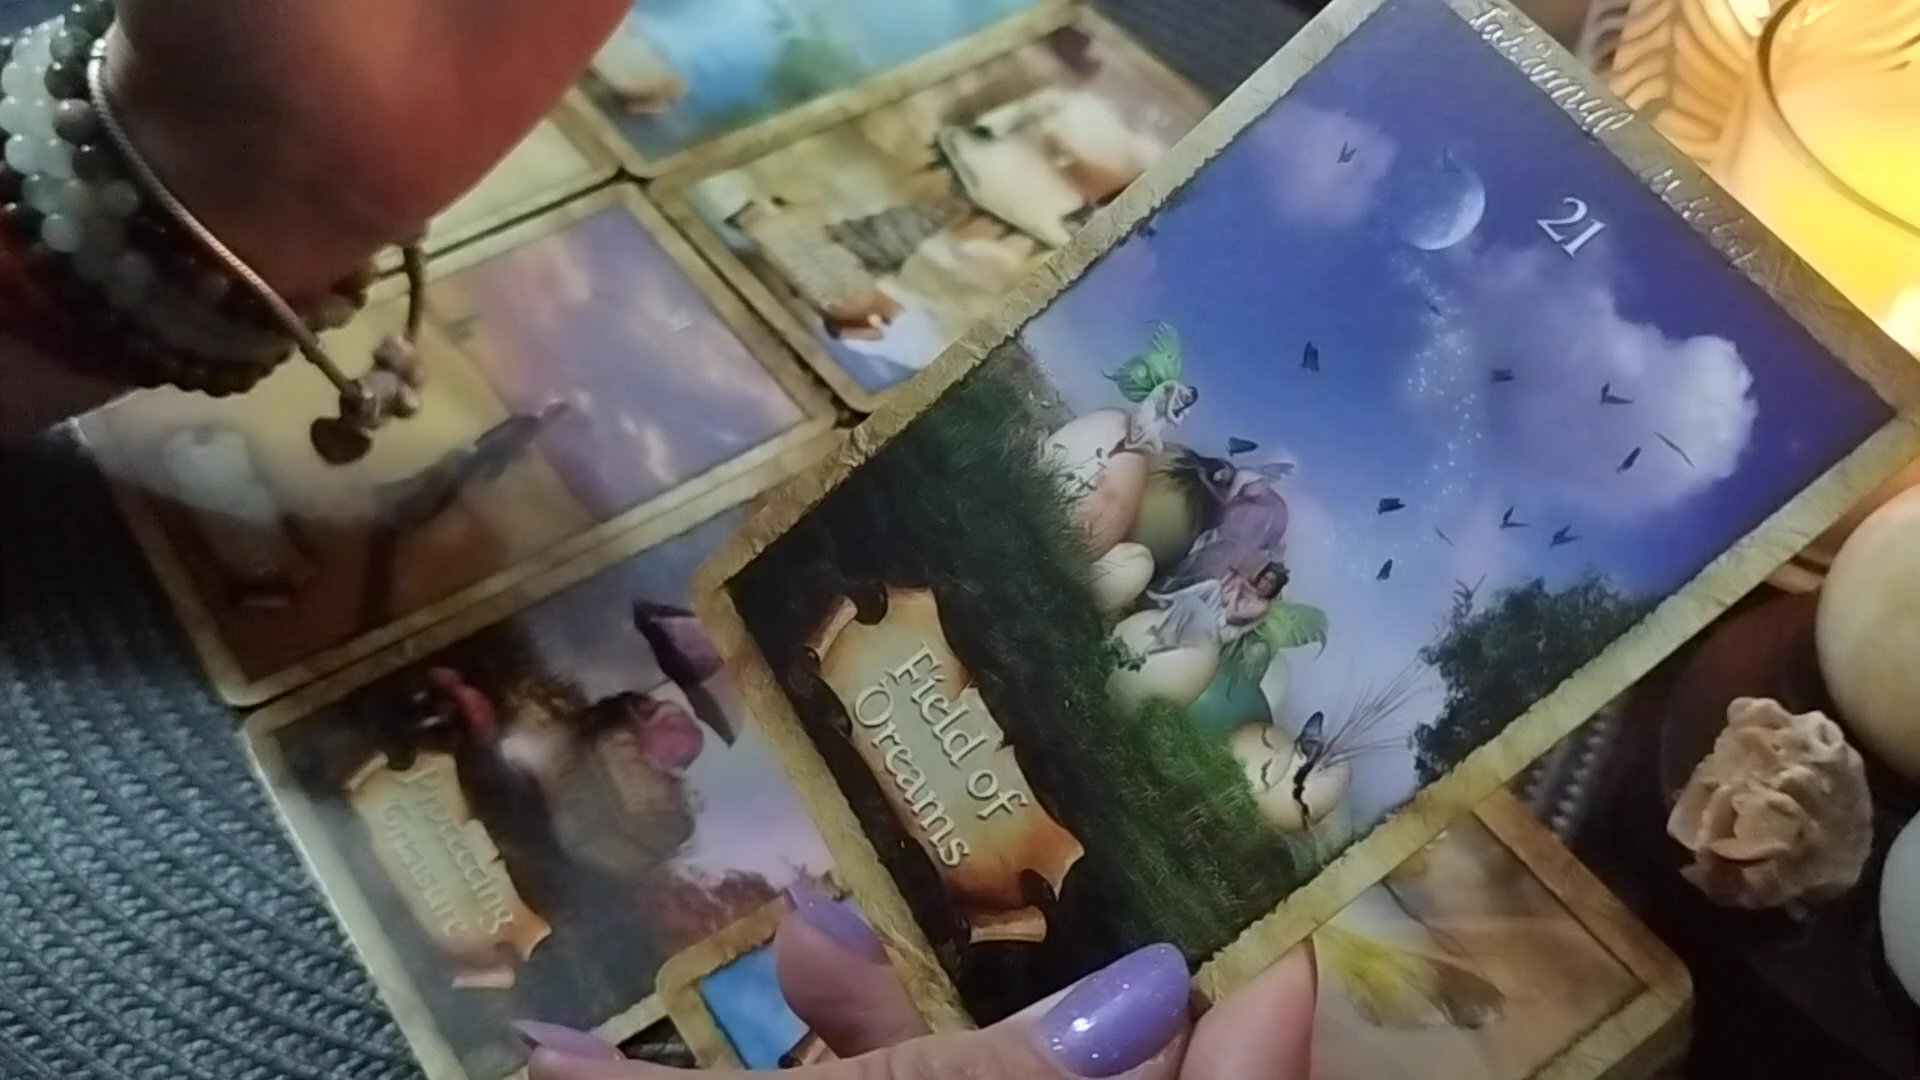 21
Field of
Dreams
Protecting
Treasure